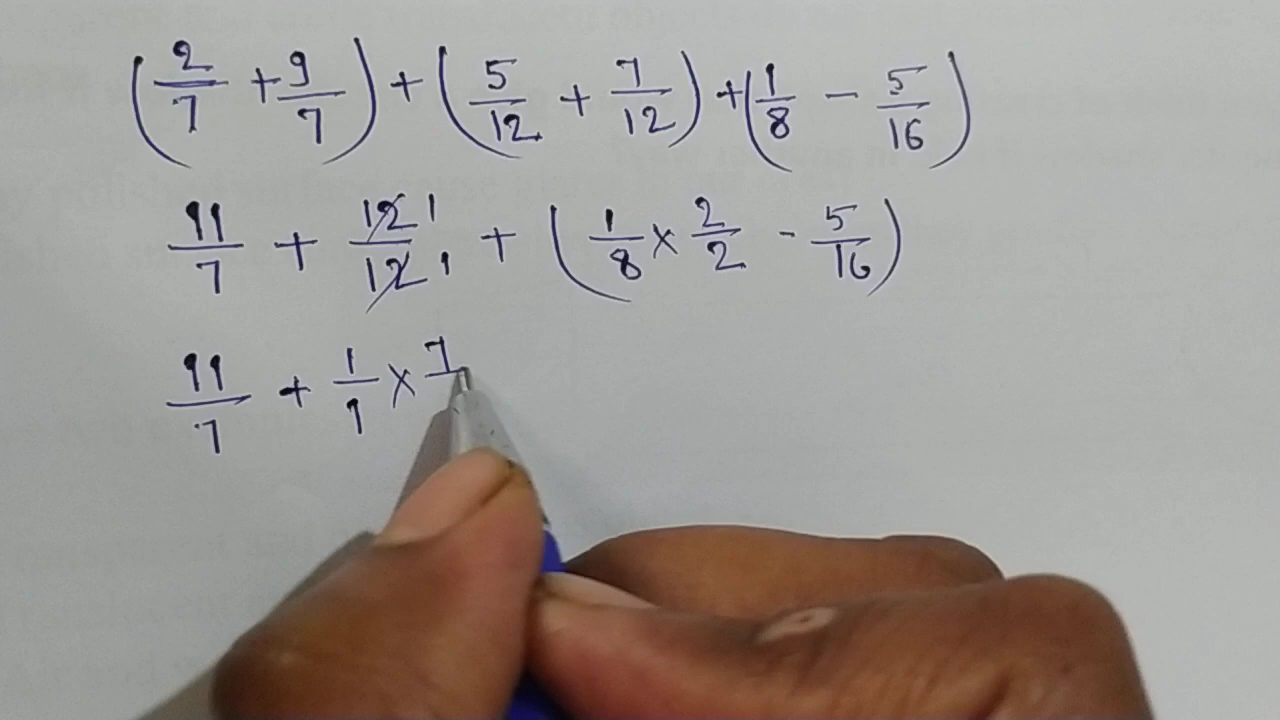 (2/7 + 9/7) + (5/12 + 7/12) + (1/8 - 5/16)
11/7 + 12/12 1/1 + (1/8 × 2/2 - 5/16)
11/7 + 1/1 × 7/